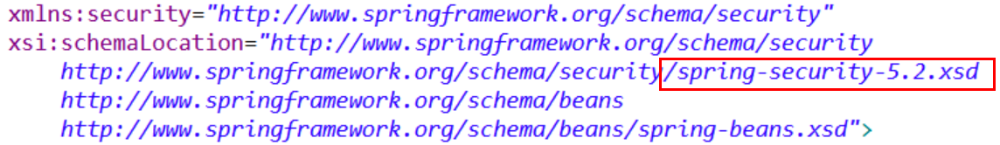 xmlns:security="http://www.springframework.org/schema/security"
xsi:schemaLocation="http://www.springframework.org/schema/security
http://www.springframework.org/schema/security/spring-security-5.2.xsd
http://www.springframework.org/schema/beans
http://www.springframework.org/schema/beans/spring-beans.xsd">